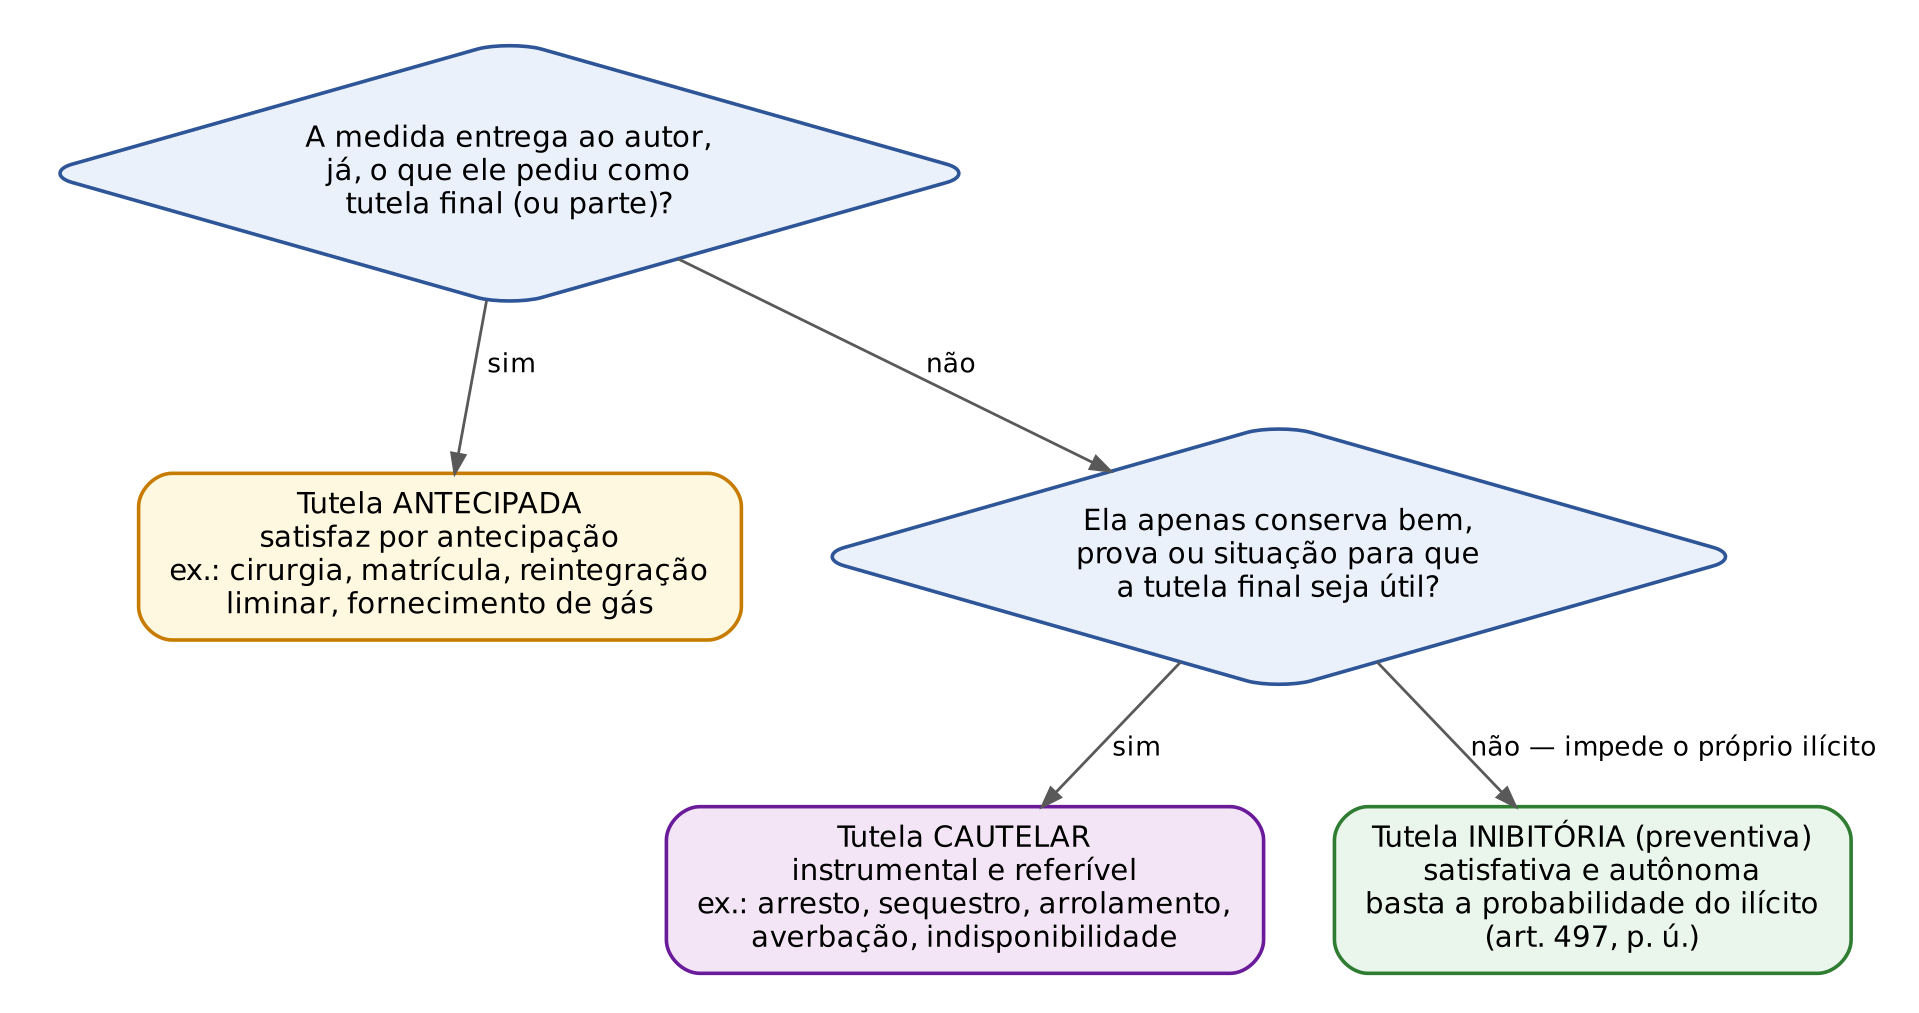 A medida entrega ao autor,
já, o que ele pediu como
tutela final (ou parte)?
sim
não
Tutela ANTECIPADA
satisfaz por antecipação
ex.: cirurgia, matrícula, reintegração
liminar, fornecimento de gás
Ela apenas conserva bem,
prova ou situação para que
a tutela final seja útil?
sim
não — impede o próprio ilícito
Tutela CAUTELAR
instrumental e referível
ex.: arresto, sequestro, arrolamento,
averbação, indisponibilidade
Tutela INIBITÓRIA (preventiva)
satisfativa e autônoma
basta a probabilidade do ilícito
(art. 497, p. ú.)